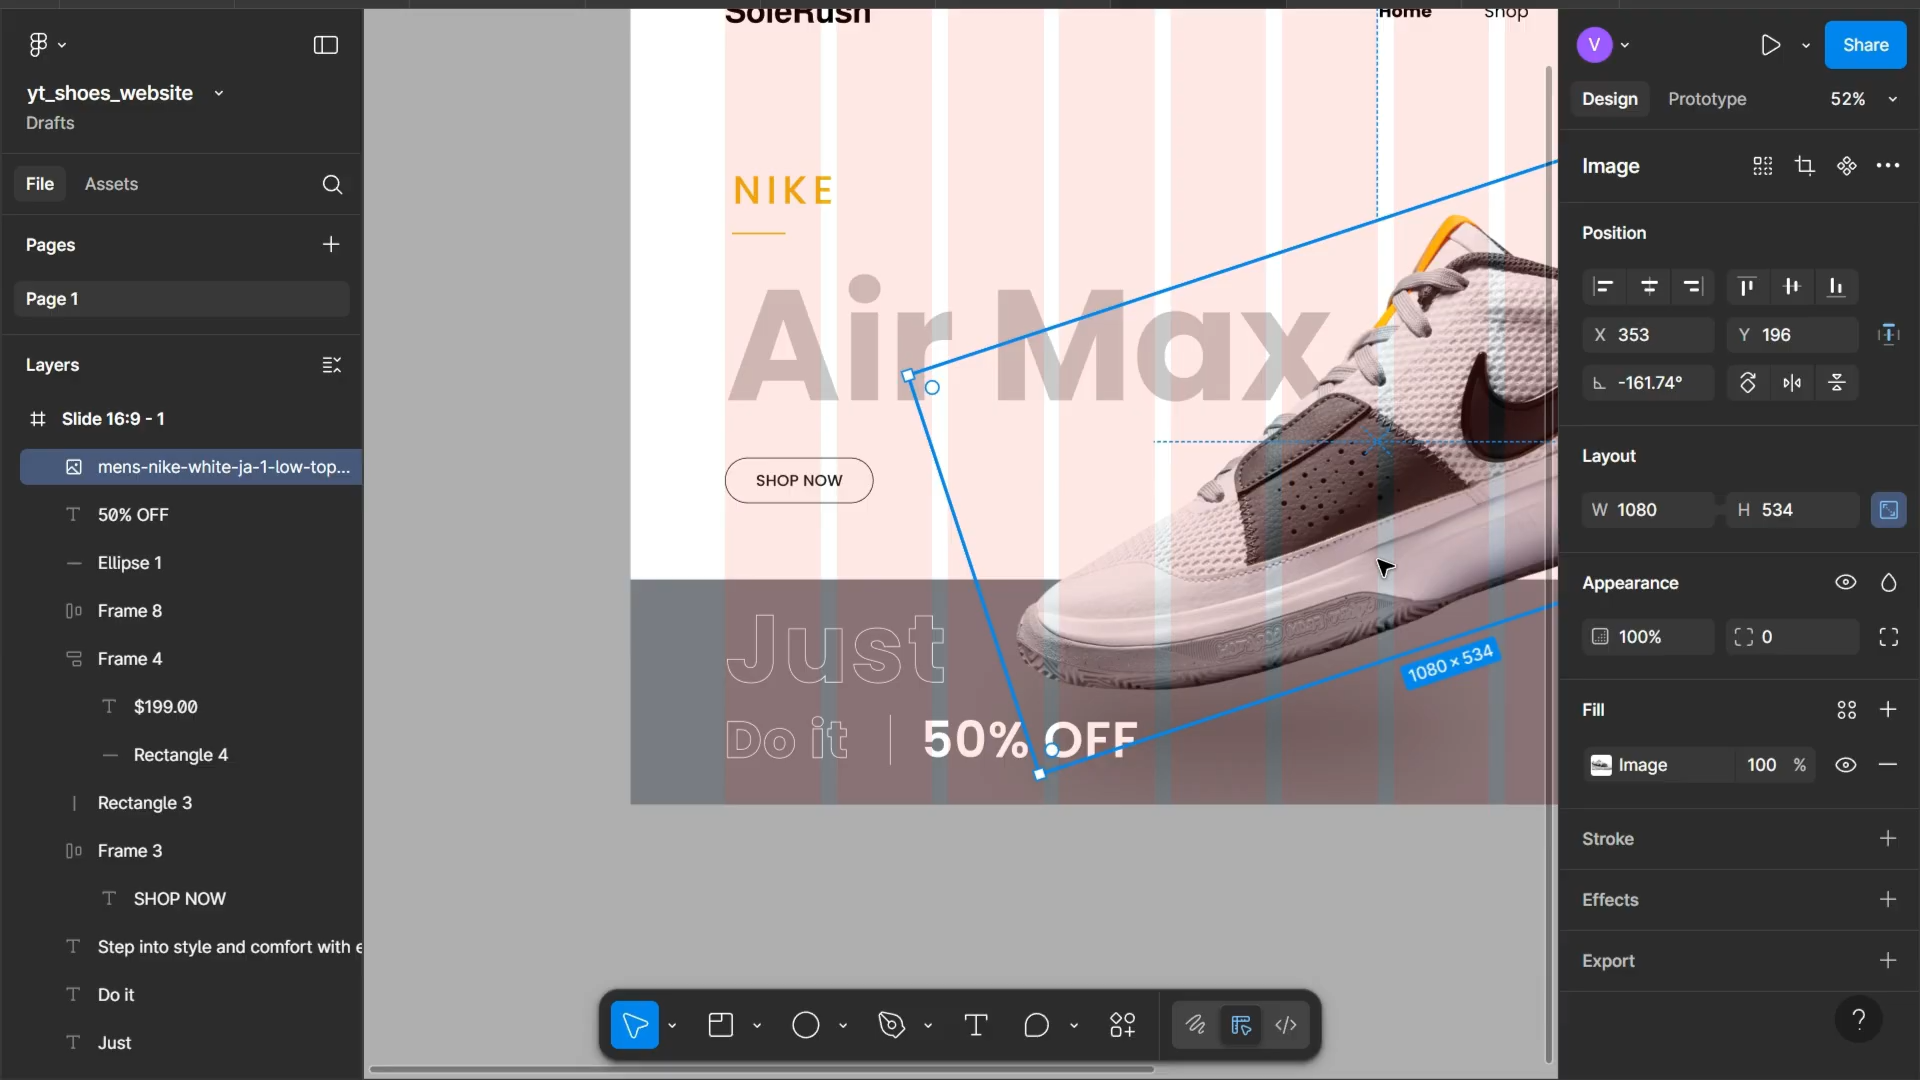 yt_shoes_website
Drafts
File
Assets
Pages
Page 1
Layers
Slide 16:9 - 1
mens-nike-white-ja-1-low-top...
50% OFF
Ellipse 1
Frame 8
Frame 4
$199.00
Rectangle 4
Rectangle 3
Frame 3
SHOP NOW
Step into style and comfort with e
Do it
Just
SoleRush
Home
Shop
NIKE
Air Max
SHOP NOW
Just
Do it
50% OFF
1080 × 534
V
Share
Design
Prototype
52%
Image
Position
X 353
Y 196
-161.74°
Layout
W 1080
H 534
Appearance
100%
0
Fill
Image
100 %
Stroke
Effects
Export
?